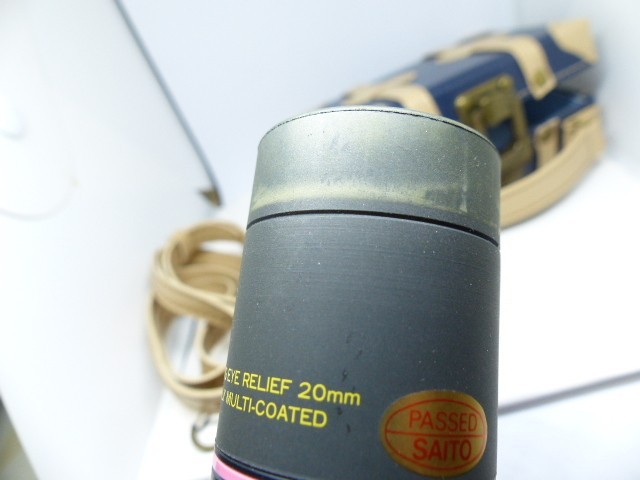 EYE RELIEF 20mm
MULTI-COATED
PASSED
SAITO